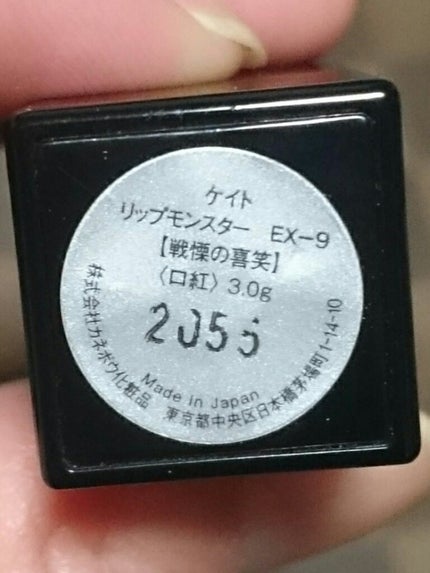 ケイト
リップモンスター EX-9
【戦慄の喜笑】
〈口紅〉3.0g
2055
Made in Japan
株式会社カネボウ化粧品 東京都中央区日本橋茅場町1-14-10